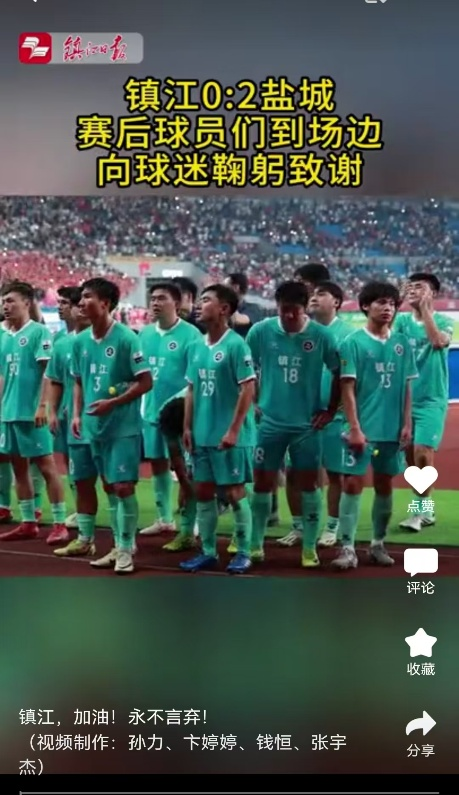 镇江日报
镇江0:2盐城
赛后球员们到场边
向球迷鞠躬致谢
镇江
3
2
镇江
29
镇江
18
镇江
13
点赞
评论
收藏
分享
镇江，加油！永不言弃！
（视频制作：孙力、卞婷婷、钱恒、张宇
杰）